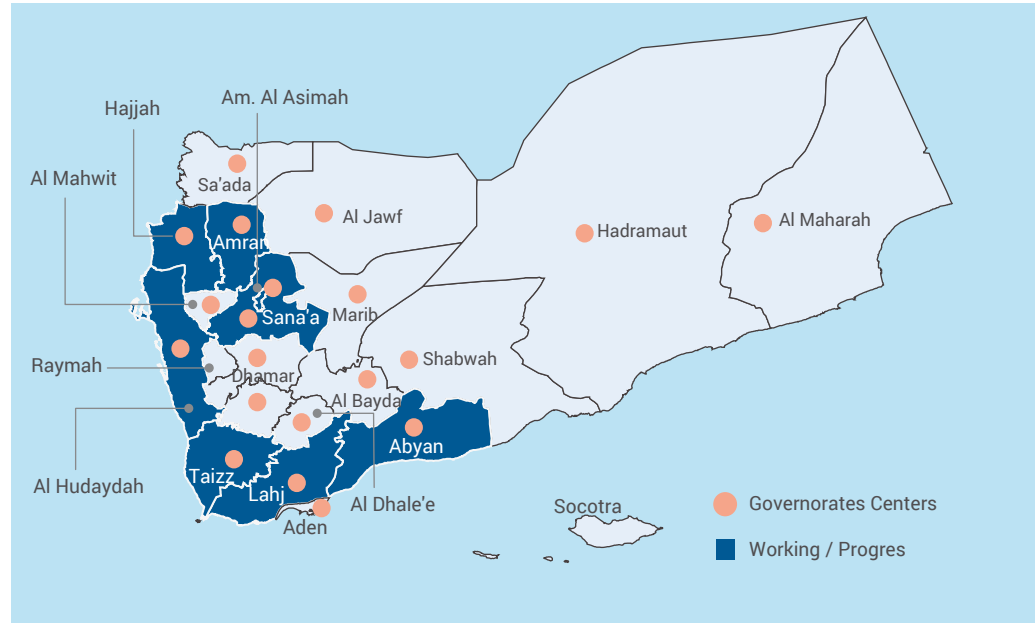 Am. Al Asimah
Hajjah
Al Mahwit
Sa'ada
Al Jawf
Amran
Hadramaut
Al Maharah
Sana'a
Marib
Raymah
Dhamar
Shabwah
Al Bayda
Abyan
Taizz
Lahj
Al Hudaydah
Al Dhale'e
Aden
Socotra
Governorates Centers
Working / Progres